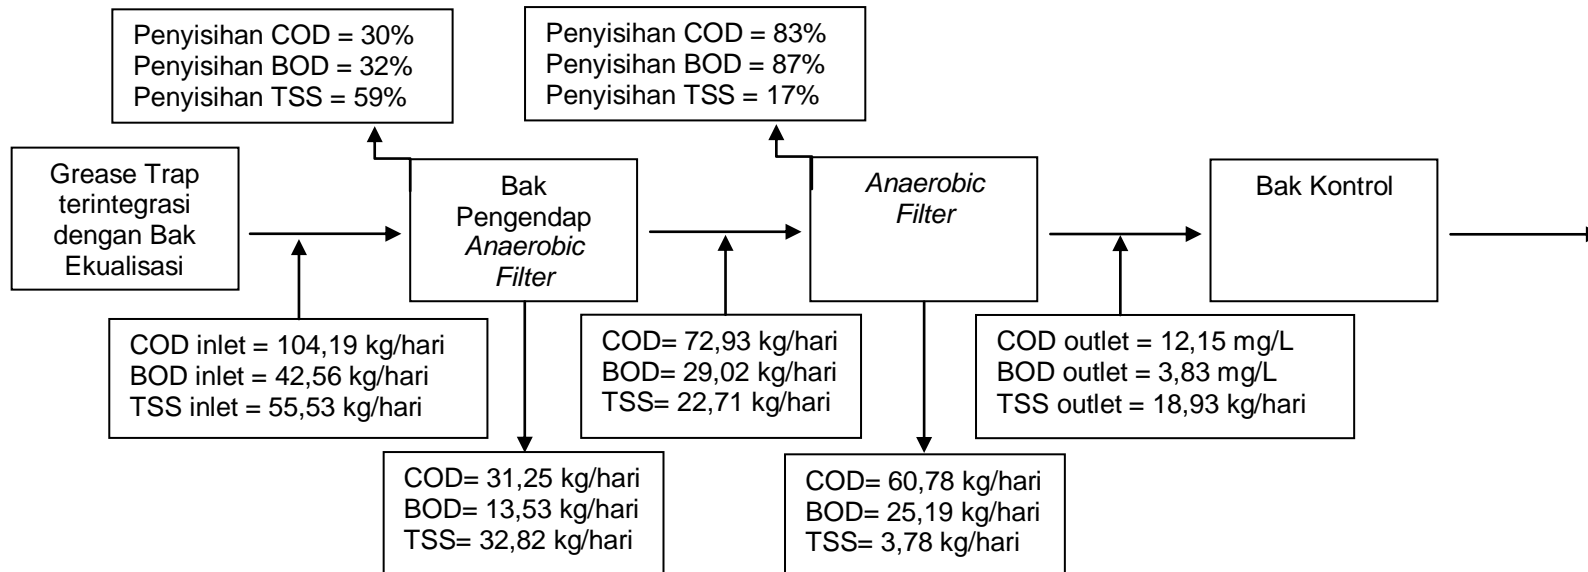 Penyisihan COD = 30%
Penyisihan BOD = 32%
Penyisihan TSS = 59%
Penyisihan COD = 83%
Penyisihan BOD = 87%
Penyisihan TSS = 17%
Grease Trap
terintegrasi
dengan Bak
Ekualisasi
Bak
Pengendap
Anaerobic
Filter
Anaerobic
Filter
Bak Kontrol
COD inlet = 104,19 kg/hari
BOD inlet = 42,56 kg/hari
TSS inlet = 55,53 kg/hari
COD= 72,93 kg/hari
BOD= 29,02 kg/hari
TSS= 22,71 kg/hari
COD outlet = 12,15 mg/L
BOD outlet = 3,83 mg/L
TSS outlet = 18,93 kg/hari
COD= 31,25 kg/hari
BOD= 13,53 kg/hari
TSS= 32,82 kg/hari
COD= 60,78 kg/hari
BOD= 25,19 kg/hari
TSS= 3,78 kg/hari